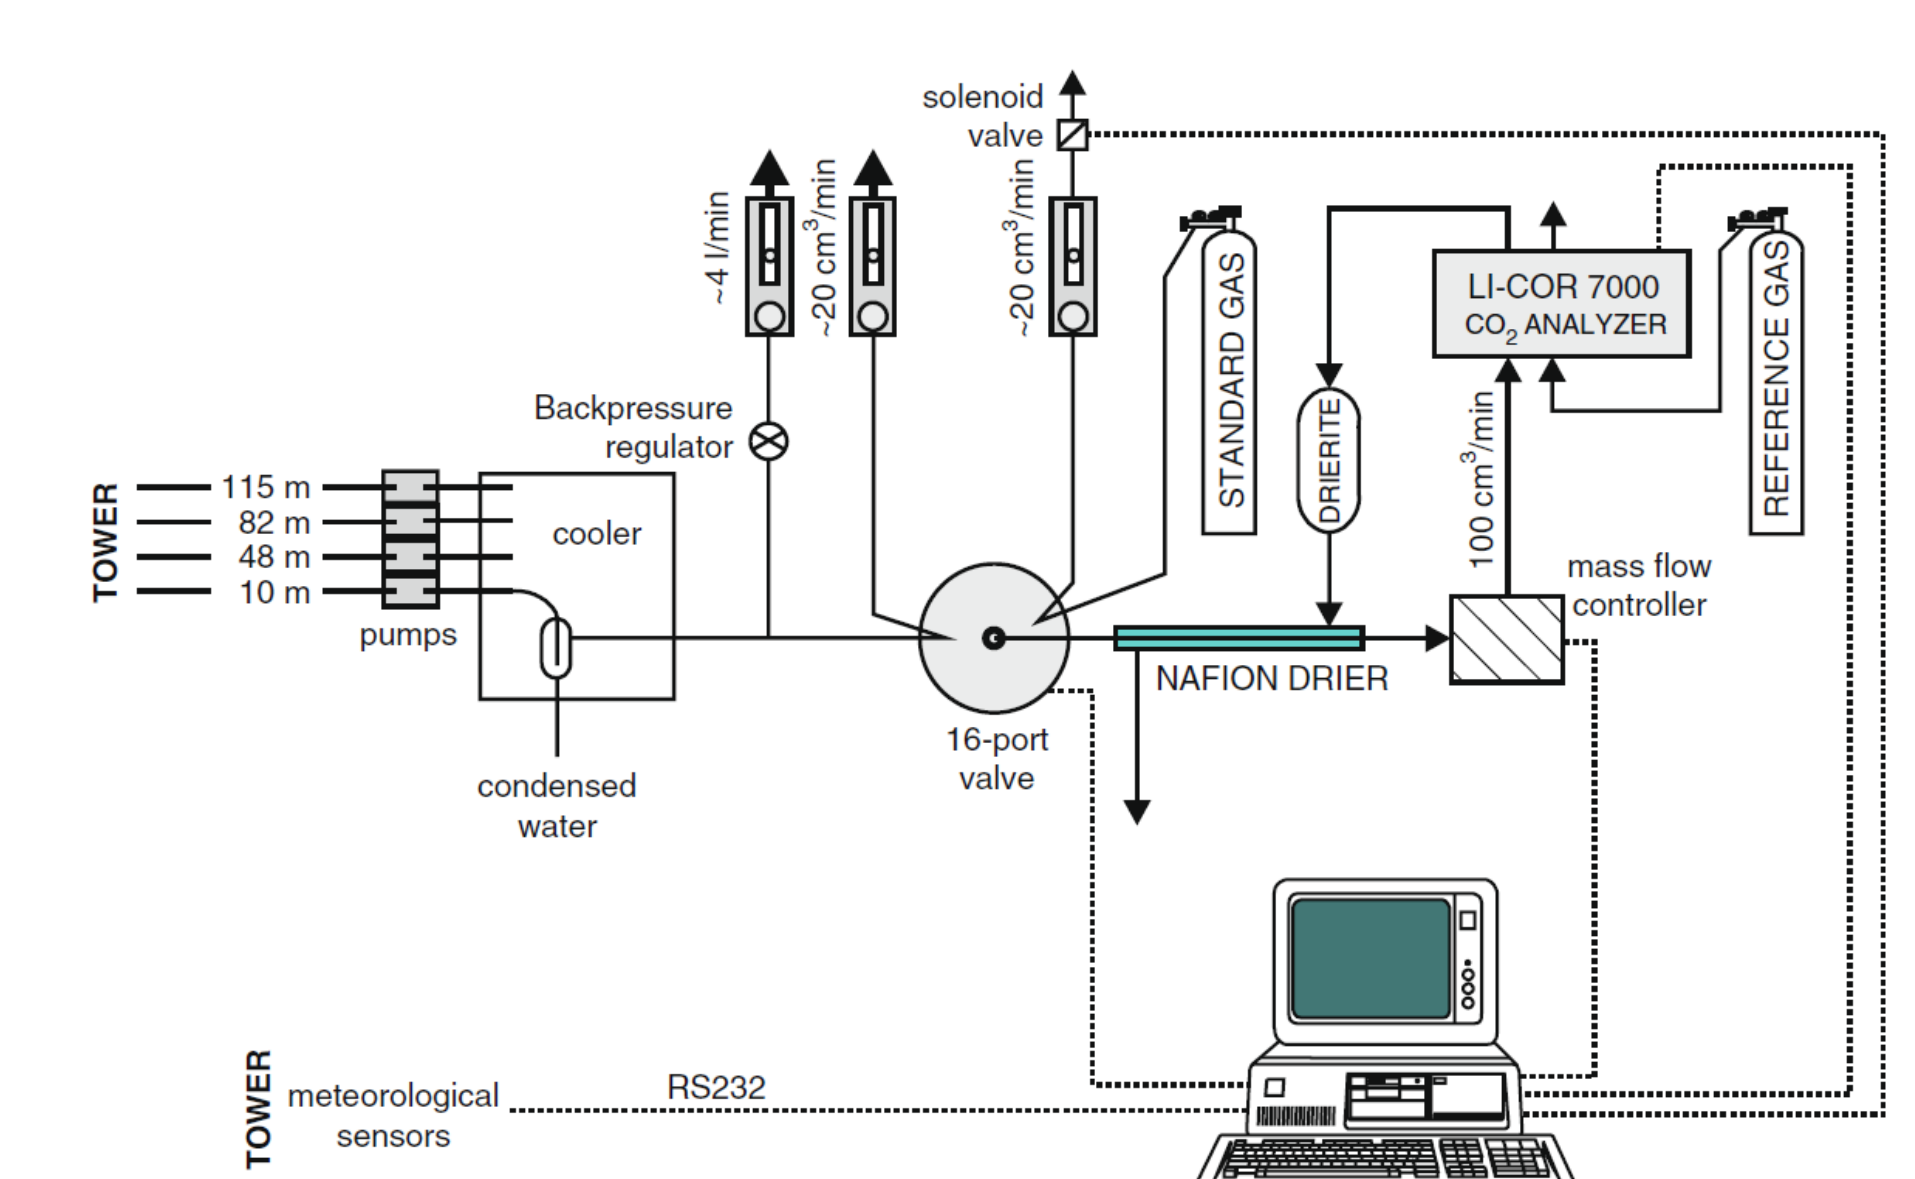 solenoid
valve
~4 l/min
~20 cm³/min
~20 cm³/min
STANDARD GAS
LI-COR 7000
CO₂ ANALYZER
REFERENCE GAS
Backpressure
regulator
DRIERITE
100 cm³/min
TOWER
115 m
82 m
48 m
10 m
pumps
cooler
condensed
water
16-port
valve
NAFION DRIER
mass flow
controller
TOWER
meteorological
sensors
RS232